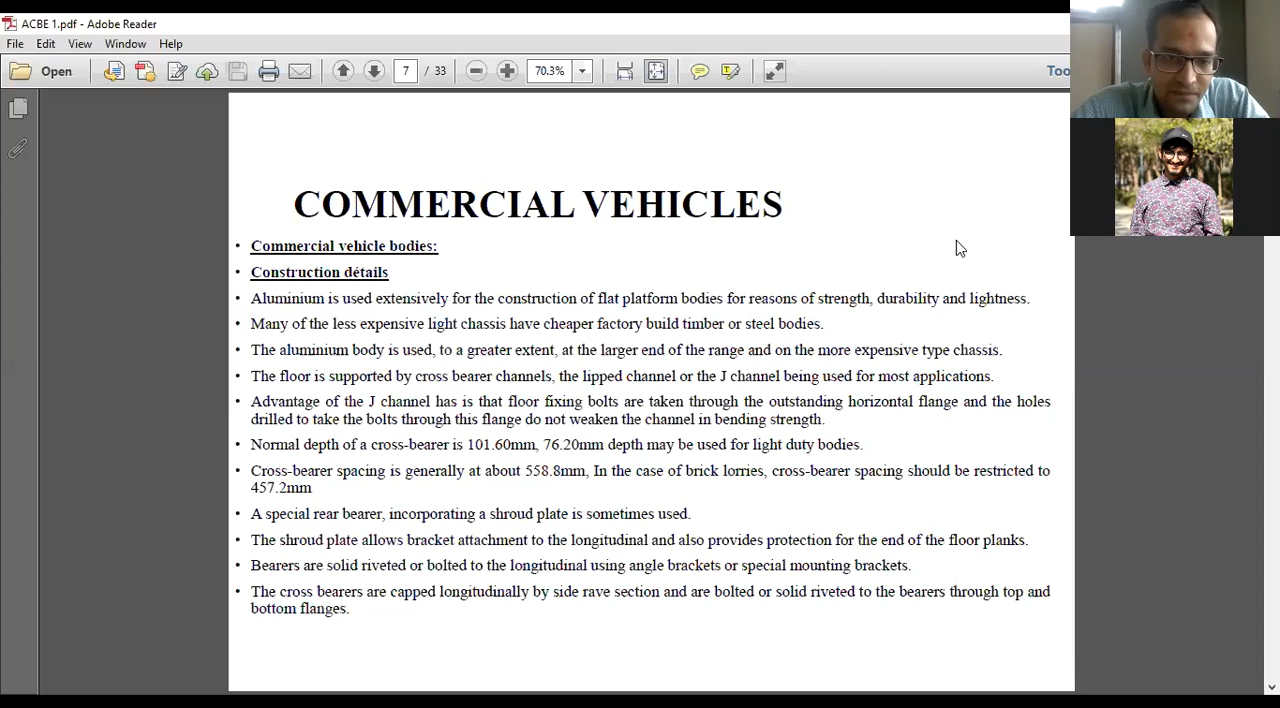 ACBE 1.pdf - Adobe Reader
File Edit View Window Help
Open 7 / 33 70.3% Too
COMMERCIAL VEHICLES
• Commercial vehicle bodies:
• Construction détails
• Aluminium is used extensively for the construction of flat platform bodies for reasons of strength, durability and lightness.
• Many of the less expensive light chassis have cheaper factory build timber or steel bodies.
• The aluminium body is used, to a greater extent, at the larger end of the range and on the more expensive type chassis.
• The floor is supported by cross bearer channels, the lipped channel or the J channel being used for most applications.
• Advantage of the J channel has is that floor fixing bolts are taken through the outstanding horizontal flange and the holes
drilled to take the bolts through this flange do not weaken the channel in bending strength.
• Normal depth of a cross-bearer is 101.60mm, 76.20mm depth may be used for light duty bodies.
• Cross-bearer spacing is generally at about 558.8mm, In the case of brick lorries, cross-bearer spacing should be restricted to
457.2mm
• A special rear bearer, incorporating a shroud plate is sometimes used.
• The shroud plate allows bracket attachment to the longitudinal and also provides protection for the end of the floor planks.
• Bearers are solid riveted or bolted to the longitudinal using angle brackets or special mounting brackets.
• The cross bearers are capped longitudinally by side rave section and are bolted or solid riveted to the bearers through top and
bottom flanges.